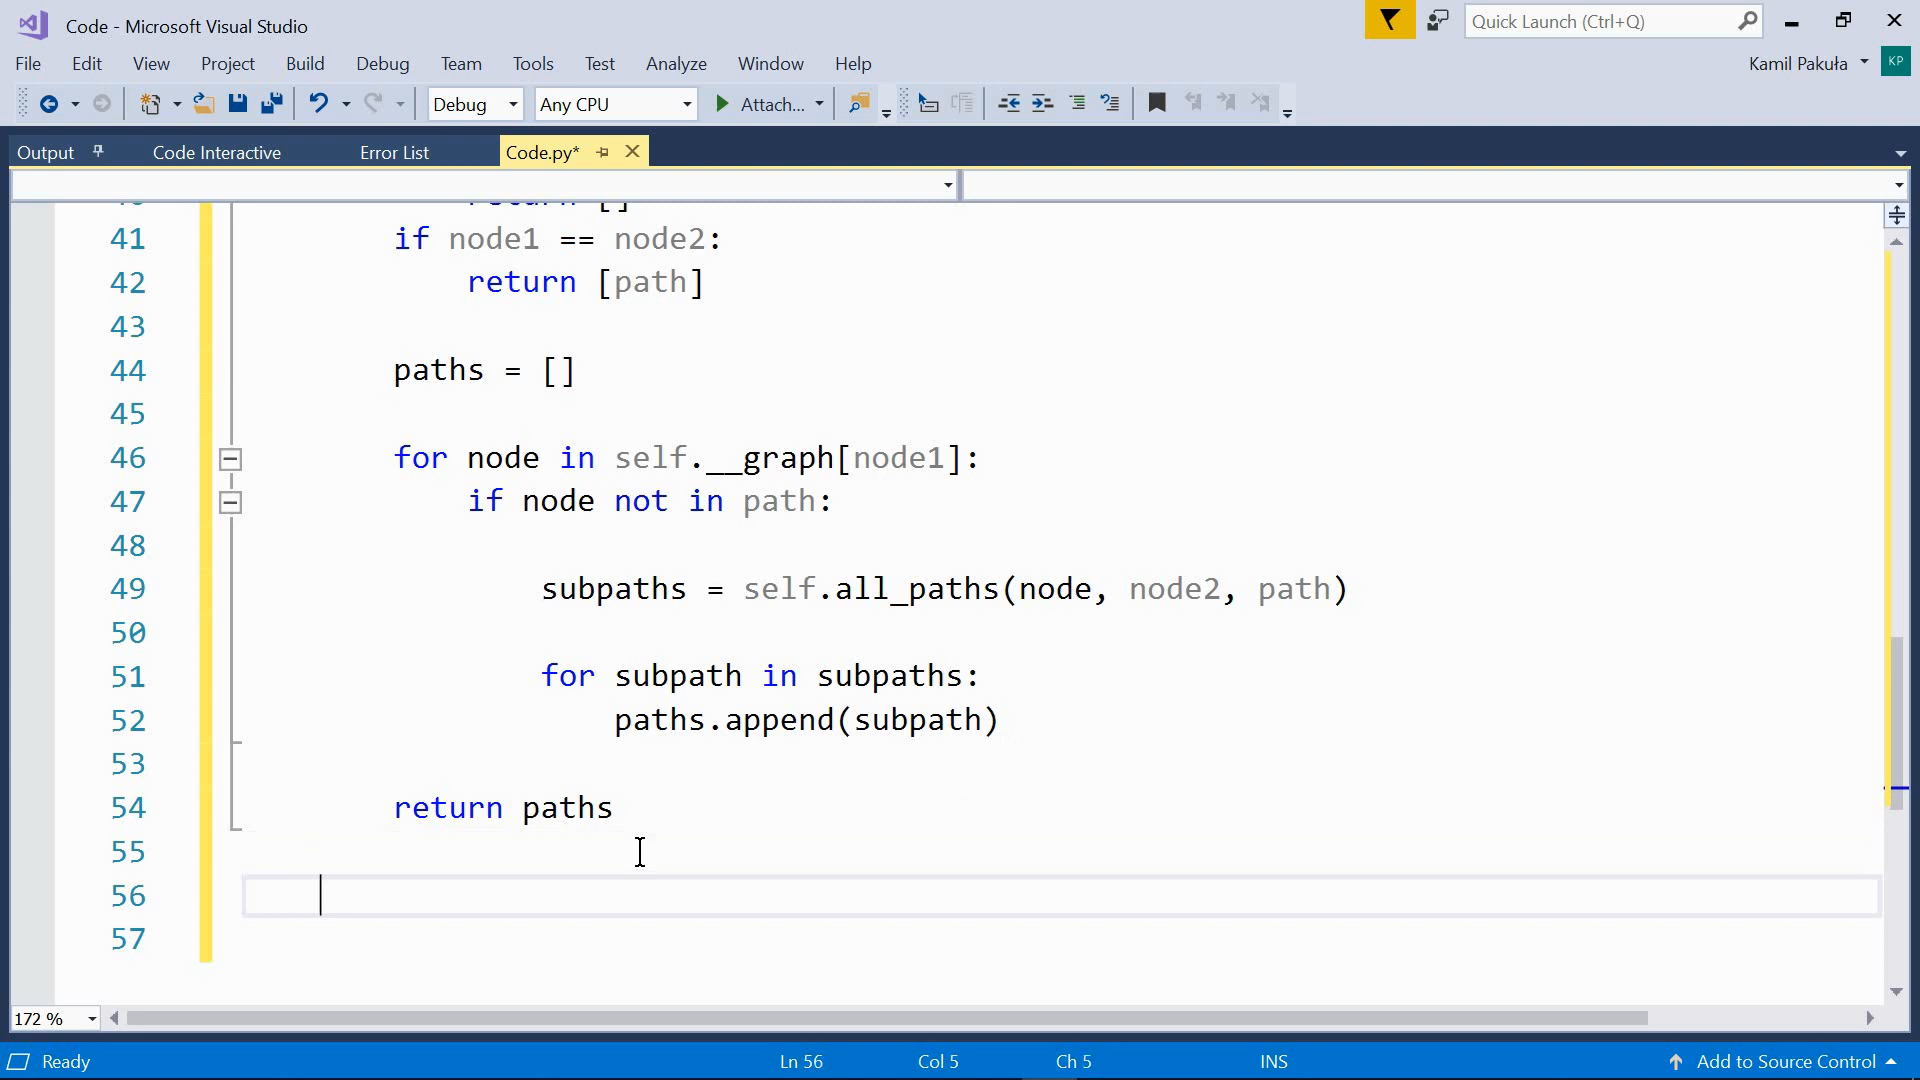 Code - Microsoft Visual Studio
Quick Launch (Ctrl+Q)
File Edit View Project Build Debug Team Tools Test Analyze Window Help
Kamil Pakuła KP
Debug Any CPU Attach...
Output Code Interactive Error List Code.py*
return []
41 if node1 == node2:
42 return [path]
43
44 paths = []
45
46 for node in self.__graph[node1]:
47 if node not in path:
48
49 subpaths = self.all_paths(node, node2, path)
50
51 for subpath in subpaths:
52 paths.append(subpath)
53
54 return paths
55
56
57
172 %
Ready Ln 56 Col 5 Ch 5 INS Add to Source Control